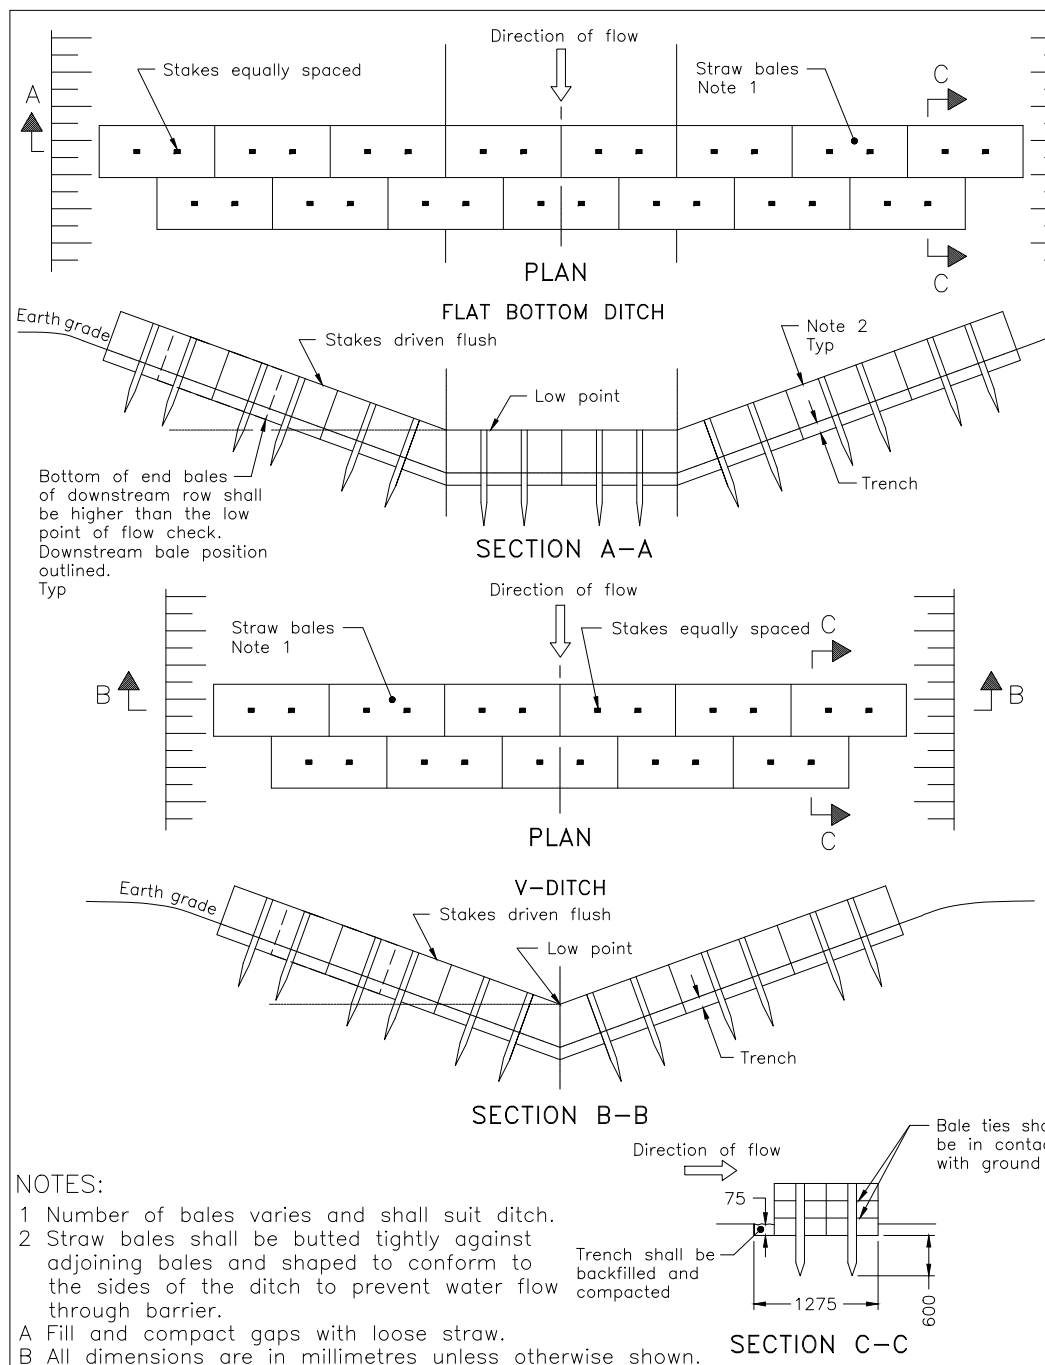 Direction of flow
Stakes equally spaced
Straw bales
Note 1
C
A
C
PLAN
FLAT BOTTOM DITCH
Earth grade
Stakes driven flush
Note 2
Typ
Low point
Bottom of end bales
of downstream row shall
be higher than the low
point of flow check.
Downstream bale position
outlined.
Typ
Trench
SECTION A-A
Direction of flow
Straw bales
Note 1
Stakes equally spaced
C
B
B
C
PLAN
V-DITCH
Earth grade
Stakes driven flush
Low point
Trench
SECTION B-B
Direction of flow
Bale ties
be in
with ground
75
Trench shall be
backfilled and
compacted
1275
600
SECTION C-C
NOTES:
1 Number of bales varies and shall suit ditch.
2 Straw bales shall be butted tightly against
adjoining bales and shaped to conform to
the sides of the ditch to prevent water flow
through barrier.
A Fill and compact gaps with loose straw.
B All dimensions are in millimetres unless otherwise shown.